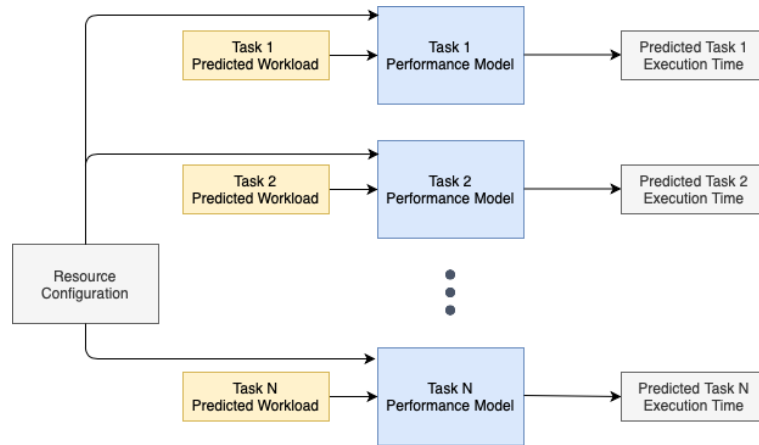 Task 1
Predicted Workload
Task 1
Performance Model
Predicted Task 1
Execution Time
Task 2
Predicted Workload
Task 2
Performance Model
Predicted Task 2
Execution Time
Resource
Configuration
Task N
Predicted Workload
Task N
Performance Model
Predicted Task N
Execution Time